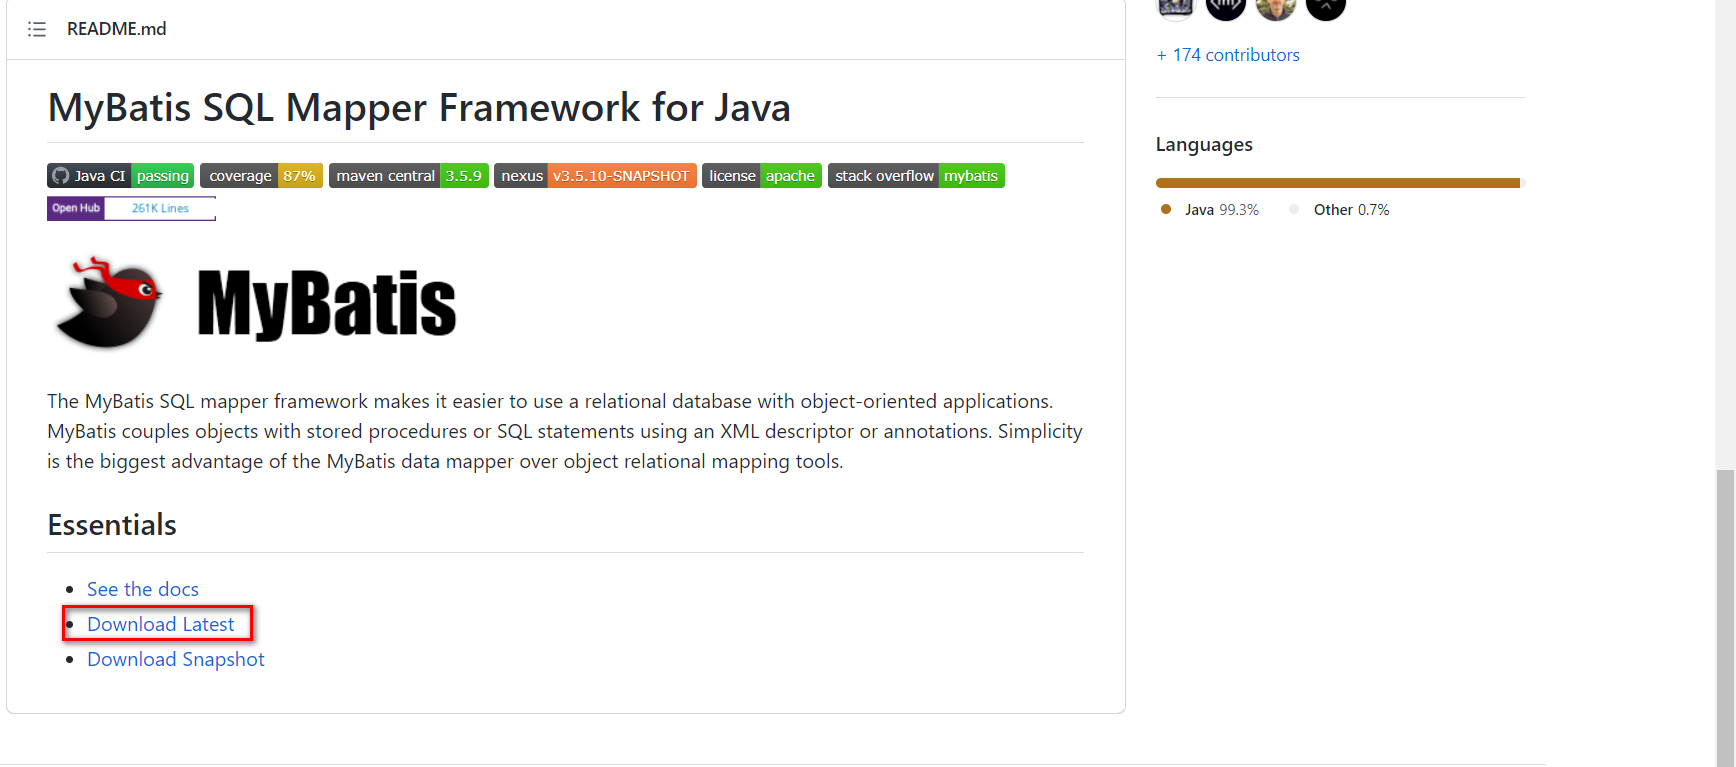 README.md
MyBatis SQL Mapper Framework for Java
Java CI passing coverage 87% maven central 3.5.9 nexus v3.5.10-SNAPSHOT license apache stack overflow mybatis
Open Hub 261K Lines
MyBatis
The MyBatis SQL mapper framework makes it easier to use a relational database with object-oriented applications.
MyBatis couples objects with stored procedures or SQL statements using an XML descriptor or annotations. Simplicity
is the biggest advantage of the MyBatis data mapper over object relational mapping tools.
Essentials
See the docs
Download Latest
Download Snapshot
+ 174 contributors
Languages
Java 99.3% Other 0.7%